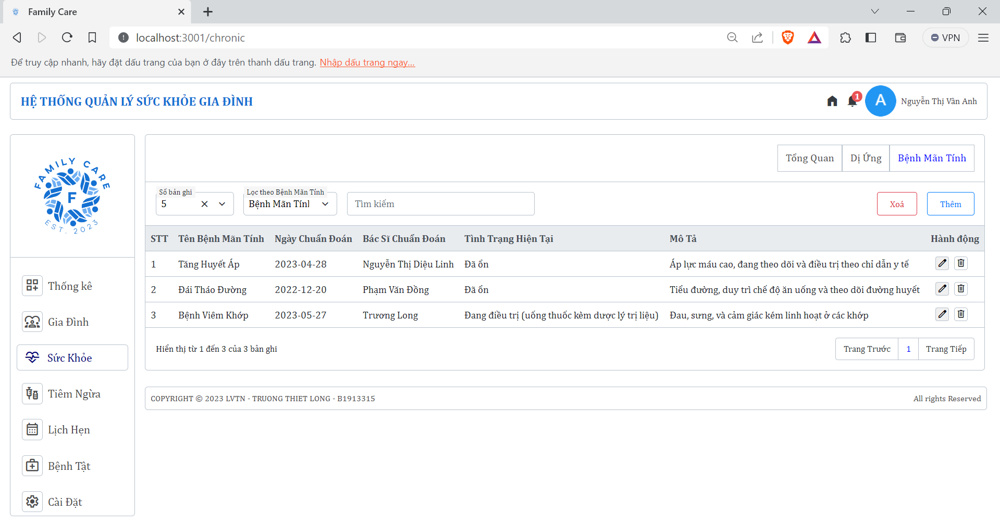 Family Care
localhost:3001/chronic
VPN
Để truy cập nhanh, hãy đặt dấu trang của bạn ở đây trên thanh dấu trang. Nhập dấu trang ngay...
HỆ THỐNG QUẢN LÝ SỨC KHỎE GIA ĐÌNH
1
A
Nguyễn Thị Vân Anh
FAMILY CARE
F
EST. 2023
Thống kê
Gia Đình
Sức Khỏe
Tiêm Ngừa
Lịch Hẹn
Bệnh Tật
Cài Đặt
Tổng Quan Dị Ứng Bệnh Mãn Tính
Số bản ghi Lọc theo Bệnh Mãn Tính
5 Bệnh Mãn Tính Tìm kiếm Xoá Thêm
STT Tên Bệnh Mãn Tính Ngày Chuẩn Đoán Bác Sĩ Chuẩn Đoán Tình Trạng Hiện Tại Mô Tả Hành động
1 Tăng Huyết Áp 2023-04-28 Nguyễn Thị Diệu Linh Đã ổn Áp lực máu cao, đang theo dõi và điều trị theo chỉ dẫn y tế
2 Đái Tháo Đường 2022-12-20 Phạm Văn Đồng Đã ổn Tiểu đường, duy trì chế độ ăn uống và theo dõi đường huyết
3 Bệnh Viêm Khớp 2023-05-27 Trương Long Đang điều trị (uống thuốc kèm dược lý trị liệu) Đau, sưng, và cảm giác kém linh hoạt ở các khớp
Hiển thị từ 1 đến 3 của 3 bản ghi
Trang Trước 1 Trang Tiếp
COPYRIGHT © 2023 LVTN - TRUONG THIET LONG - B1913315
All rights Reserved